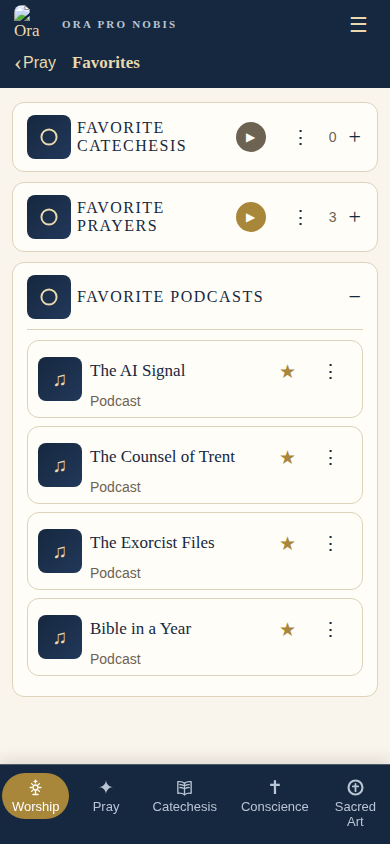 Ora
ORA PRO NOBIS
Pray
Favorites
FAVORITE
CATECHESIS
0
FAVORITE
PRAYERS
3
FAVORITE PODCASTS
The AI Signal
Podcast
The Counsel of Trent
Podcast
The Exorcist Files
Podcast
Bible in a Year
Podcast
Worship
Pray
Catechesis
Conscience
Sacred
Art